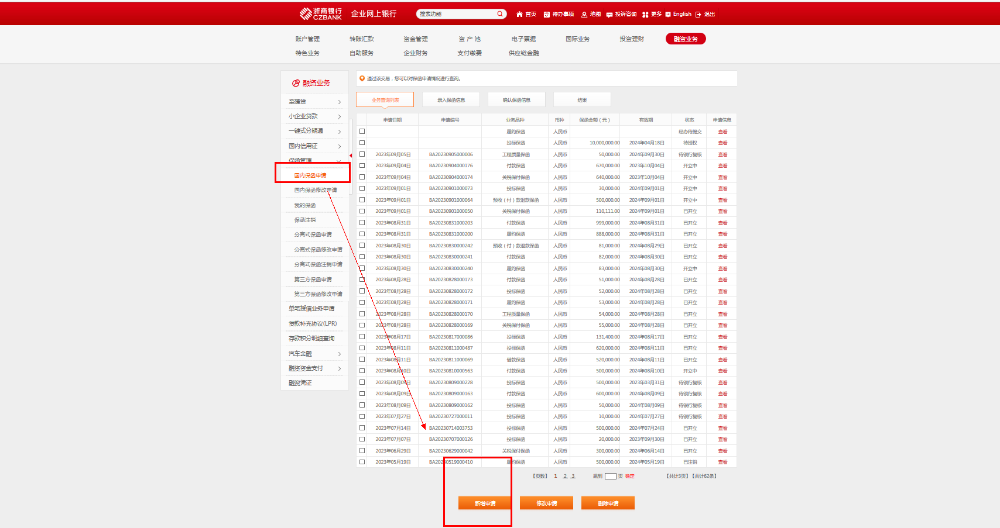 浙商银行 CZBANK 企业网上银行 搜索功能 首页 待办事项 地图 投诉咨询 更多 English 退出
账户管理 转账汇款 资金管理 资产池 电子票据 国际业务 投资理财 融资业务
特色业务 自助服务 企业财务 支付缴费 供应链金融
融资业务
至臻贷
小企业贷款
一键式分期通
国内信用证
保函管理
国内保函申请
国内保函修改申请
我的保函
保函注销
分离式保函申请
分离式保函修改申请
分离式保函注销申请
第三方保函申请
第三方保函修改申请
单笔授信业务申请
贷款补充协议(LPR)
存款积分明细查询
汽车金融
融资资金支付
融资凭证
通过该交易，您可以对保函申请情况进行查询。
业务查询列表 录入保函信息 确认保函信息 结果
申请日期 申请编号 业务品种 币种 保函金额（元） 有效期 状态 申请信息
履约保函 人民币 经办待提交 查看
投标保函 人民币 10,000,000.00 2024年04月18日 待授权 查看
2023年09月05日 BA20230905000006 工程质量保函 人民币 50,000.00 2024年09月30日 待银行复核 查看
2023年09月04日 BA20230904000176 付款保函 人民币 670,000.00 2023年10月04日 开立中 查看
2023年09月04日 BA20230904000174 关税保付保函 人民币 640,000.00 2023年10月04日 开立中 查看
2023年09月01日 BA20230901000073 投标保函 人民币 30,000.00 2024年09月01日 开立中 查看
2023年09月01日 BA20230901000064 预收（付）款退款保函 人民币 500,000.00 2024年09月01日 开立中 查看
2023年09月01日 BA20230901000050 关税保付保函 人民币 110,111.00 2024年09月01日 已开立 查看
2023年08月31日 BA20230831000203 付款保函 人民币 999,000.00 2024年08月31日 已开立 查看
2023年08月31日 BA20230831000200 履约保函 人民币 888,000.00 2024年08月31日 已开立 查看
2023年08月30日 BA20230830000242 预收（付）款退款保函 人民币 81,000.00 2024年08月29日 已开立 查看
2023年08月30日 BA20230830000241 付款保函 人民币 82,000.00 2024年08月30日 已开立 查看
2023年08月30日 BA20230830000240 履约保函 人民币 83,000.00 2024年08月30日 开立中 查看
2023年08月28日 BA20230828000173 付款保函 人民币 51,000.00 2024年08月28日 已开立 查看
2023年08月28日 BA20230828000172 投标保函 人民币 52,000.00 2024年08月28日 已开立 查看
2023年08月28日 BA20230828000171 履约保函 人民币 53,000.00 2024年08月28日 已开立 查看
2023年08月28日 BA20230828000170 工程质量保函 人民币 54,000.00 2024年08月28日 已开立 查看
2023年08月28日 BA20230828000169 关税保付保函 人民币 55,000.00 2024年08月28日 已开立 查看
2023年08月17日 BA20230817000086 投标保函 人民币 131,400.00 2024年08月17日 已开立 查看
2023年08月11日 BA20230811000487 投标保函 人民币 620,000.00 2024年08月11日 已开立 查看
2023年08月11日 BA20230811000069 借款保函 人民币 520,000.00 2024年08月11日 已开立 查看
2023年08月10日 BA20230810000563 付款保函 人民币 500,000.00 2024年08月10日 开立中 查看
2023年08月09日 BA20230809000228 投标保函 人民币 500,000.00 2023年03月31日 待银行复核 查看
2023年08月09日 BA20230809000163 付款保函 人民币 600,000.00 2024年08月09日 待银行复核 查看
2023年08月09日 BA20230809000162 投标保函 人民币 50,000.00 2024年08月09日 待银行复核 查看
2023年07月27日 BA20230727000011 投标保函 人民币 10,000.00 2024年07月27日 待银行复核 查看
2023年07月14日 BA20230714003753 投标保函 人民币 500,000.00 2024年07月24日 已开立 查看
2023年07月07日 BA20230707000126 投标保函 人民币 20,000.00 2023年09月30日 已开立 查看
2023年06月29日 BA20230629000042 关税保付保函 人民币 300,000.00 2024年06月14日 已开立 查看
2023年05月19日 BA20230519000410 履约保函 人民币 500,000.00 2024年05月19日 已注销 查看
【页数】 1 2 3 跳到 页 确定 【共计3页】【共计62条】
新增申请 修改申请 删除申请